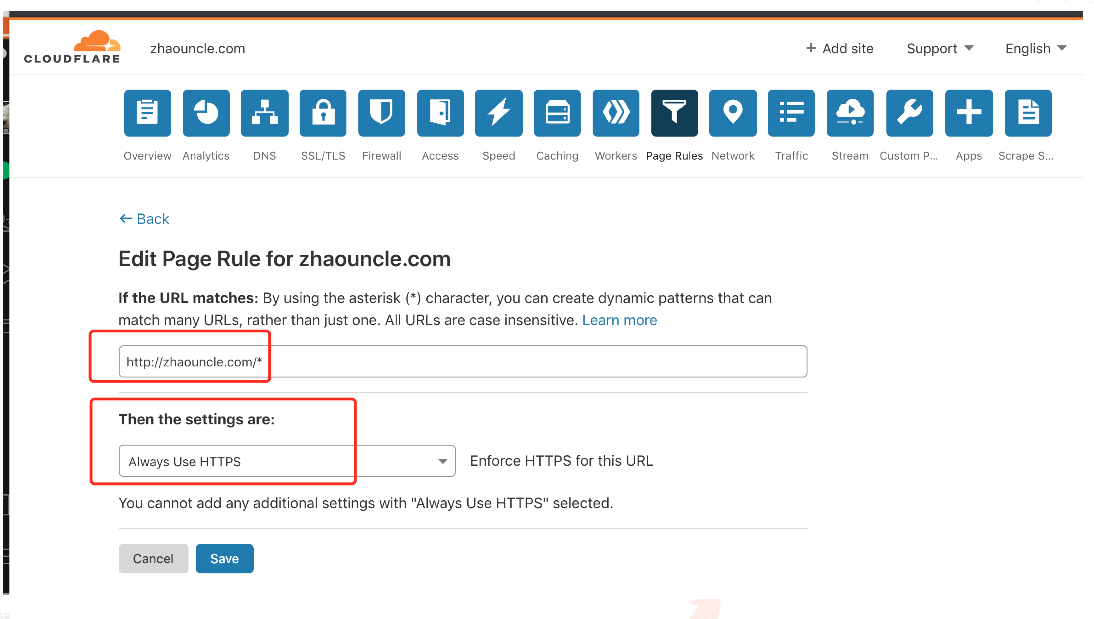 CLOUDFLARE
zhaouncle.com
+ Add site
Support
English
Overview
Analytics
DNS
SSL/TLS
Firewall
Access
Speed
Caching
Workers
Page Rules
Network
Traffic
Stream
Custom P...
Apps
Scrape S...
← Back
Edit Page Rule for zhaouncle.com
If the URL matches: By using the asterisk (*) character, you can create dynamic patterns that can
match many URLs, rather than just one. All URLs are case insensitive. Learn more
http://zhaouncle.com/*
Then the settings are:
Always Use HTTPS
Enforce HTTPS for this URL
You cannot add any additional settings with "Always Use HTTPS" selected.
Cancel
Save